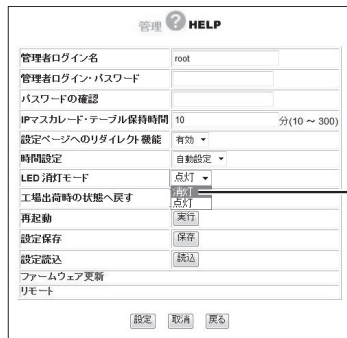 管理 ? HELP
管理者ログイン名 root
管理者ログイン・パスワード
パスワードの確認
IPマスカレード・テーブル保持時間 10 分(10 ~ 300)
設定ページへのリダイレクト機能 有効
時間設定 自動設定
LED 消灯モード 点灯
消灯
工場出荷時の状態へ戻す 点灯
再起動 実行
設定保存 保存
設定読込 読込
ファームウェア更新
リモート
設定 取消 戻る